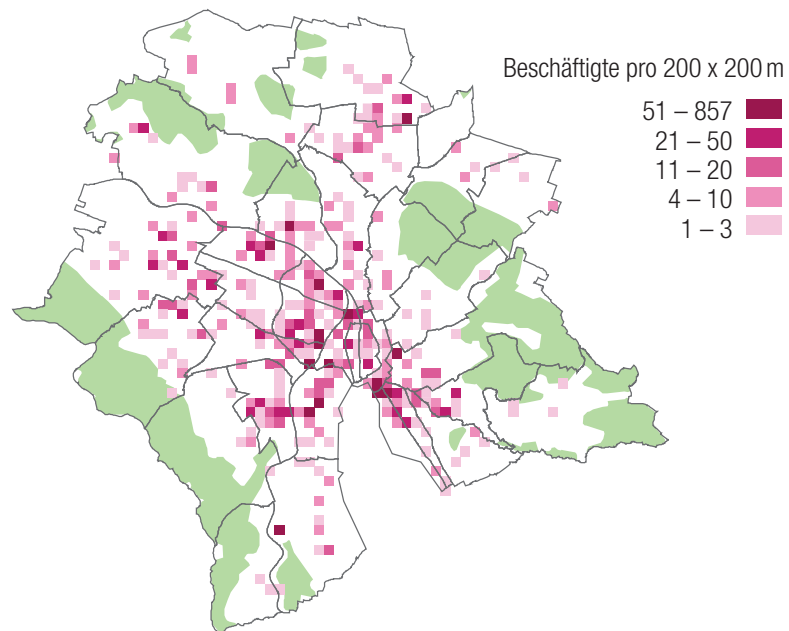 Beschäftigte pro 200 x 200 m
51 – 857
21 – 50
11 – 20
4 – 10
1 – 3